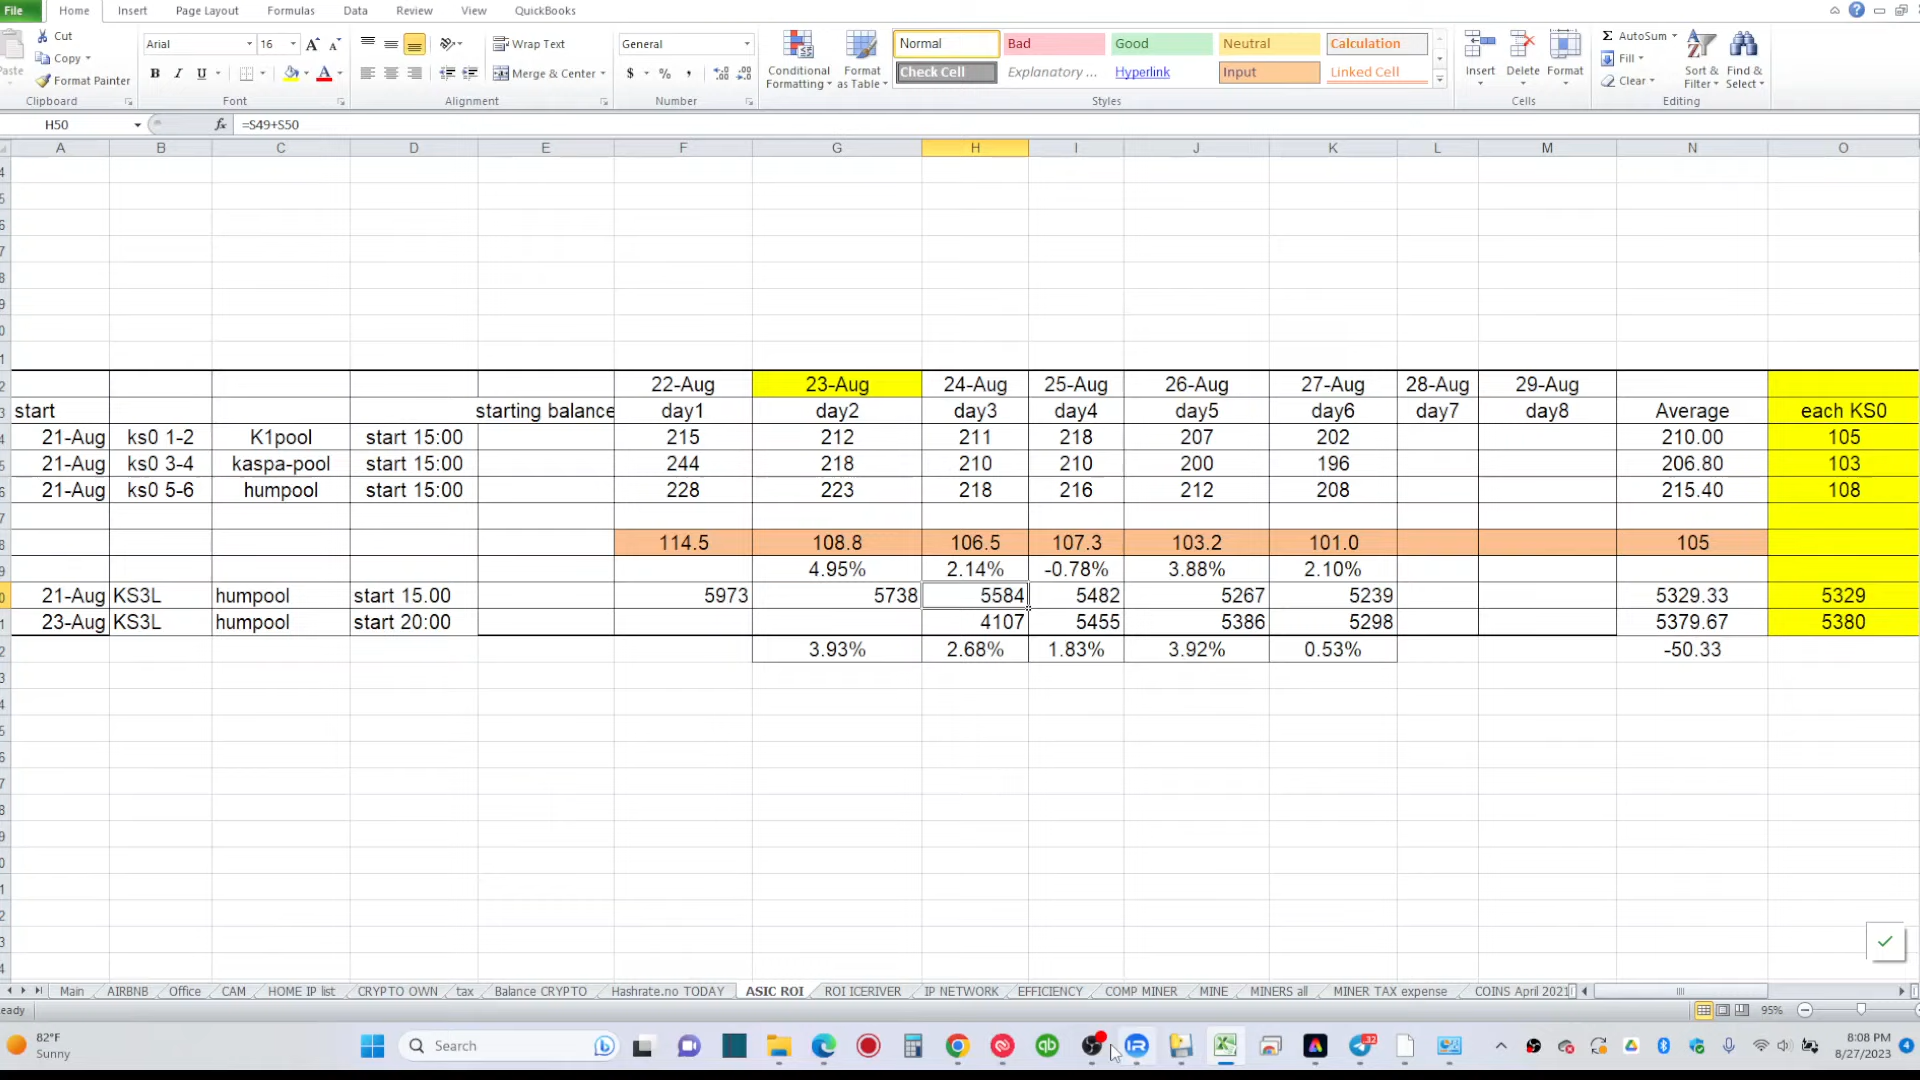 File Home Insert Page Layout Formulas Data Review View QuickBooks
Cut Arial 16 Wrap Text General Normal Bad Good Neutral Calculation AutoSum
Paste Copy Conditional Formatting Format as Table Insert Delete Format Fill Sort & Filter Find & Select
Format Painter B I U Merge & Center $ % , Check Cell Explanatory ... Hyperlink Input Linked Cell Clear
Clipboard Font Alignment Number Styles Cells Editing
H50 fx =S49+S50
A B C D E F G H I J K L M N O
22-Aug 23-Aug 24-Aug 25-Aug 26-Aug 27-Aug 28-Aug 29-Aug
start starting balance day1 day2 day3 day4 day5 day6 day7 day8 Average each KS0
21-Aug ks0 1-2 K1pool start 15:00 215 212 211 218 207 202 210.00 105
21-Aug ks0 3-4 kaspa-pool start 15:00 244 218 210 210 200 196 206.80 103
21-Aug ks0 5-6 humpool start 15:00 228 223 218 216 212 208 215.40 108
114.5 108.8 106.5 107.3 103.2 101.0 105
4.95% 2.14% -0.78% 3.88% 2.10%
21-Aug KS3L humpool start 15.00 5973 5738 5584 5482 5267 5239 5329.33 5329
23-Aug KS3L humpool start 20:00 4107 5455 5386 5298 5379.67 5380
3.93% 2.68% 1.83% 3.92% 0.53% -50.33
Main AIRBNB Office CAM HOME IP list CRYPTO OWN tax Balance CRYPTO Hashrate.no TODAY ASIC ROI ROI ICERIVER IP NETWORK EFFICIENCY COMP MINER MINE MINERS all MINER TAX expense COINS April 2021
eady 95%
82°F
Sunny
Search
8:08 PM
8/27/2023